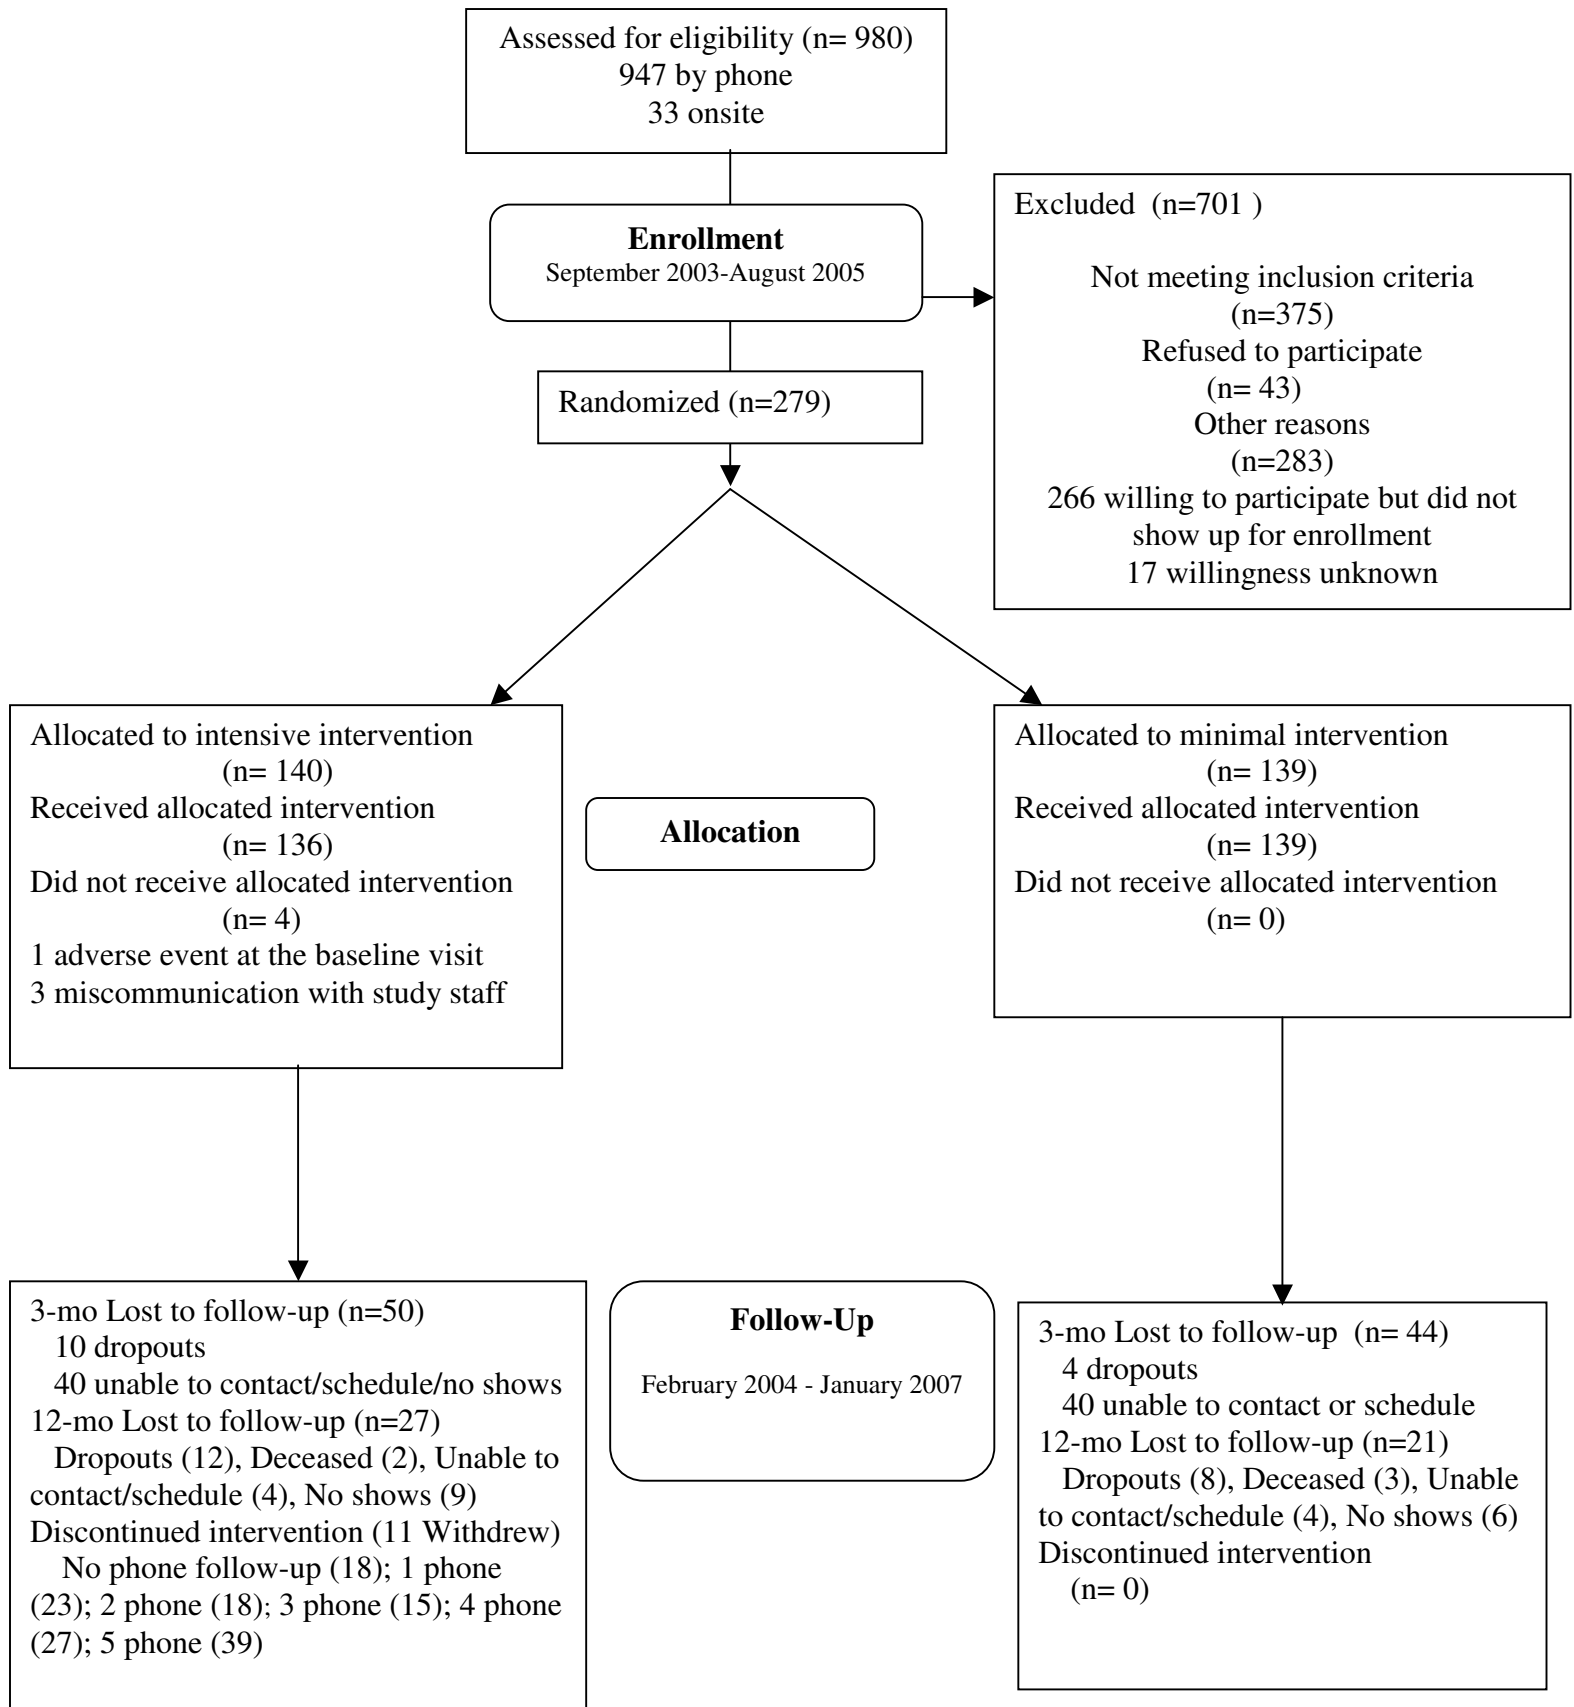 Assessed for eligibility (n= 980)
947 by phone
33 onsite
Enrollment
September 2003-August 2005
Excluded  (n=701 )
Not meeting inclusion criteria
(n=375)
Refused to participate
(n= 43)
Other reasons
(n=283)
266 willing to participate but did not
show up for enrollment
17 willingness unknown
Randomized (n=279)
Allocated to intensive intervention
(n= 140)
Received allocated intervention
(n= 136)
Did not receive allocated intervention
(n= 4)
1 adverse event at the baseline visit
3 miscommunication with study staff
Allocation
Allocated to minimal intervention
(n= 139)
Received allocated intervention
(n= 139)
Did not receive allocated intervention
(n= 0)
3-mo Lost to follow-up (n=50)
10 dropouts
40 unable to contact/schedule/no shows
12-mo Lost to follow-up (n=27)
Dropouts (12), Deceased (2), Unable to
contact/schedule (4), No shows (9)
Discontinued intervention (11 Withdrew)
No phone follow-up (18); 1 phone
(23); 2 phone (18); 3 phone (15); 4 phone
(27); 5 phone (39)
Follow-Up
February 2004 - January 2007
3-mo Lost to follow-up  (n= 44)
4 dropouts
40 unable to contact or schedule
12-mo Lost to follow-up (n=21)
Dropouts (8), Deceased (3), Unable
to contact/schedule (4), No shows (6)
Discontinued intervention
(n= 0)